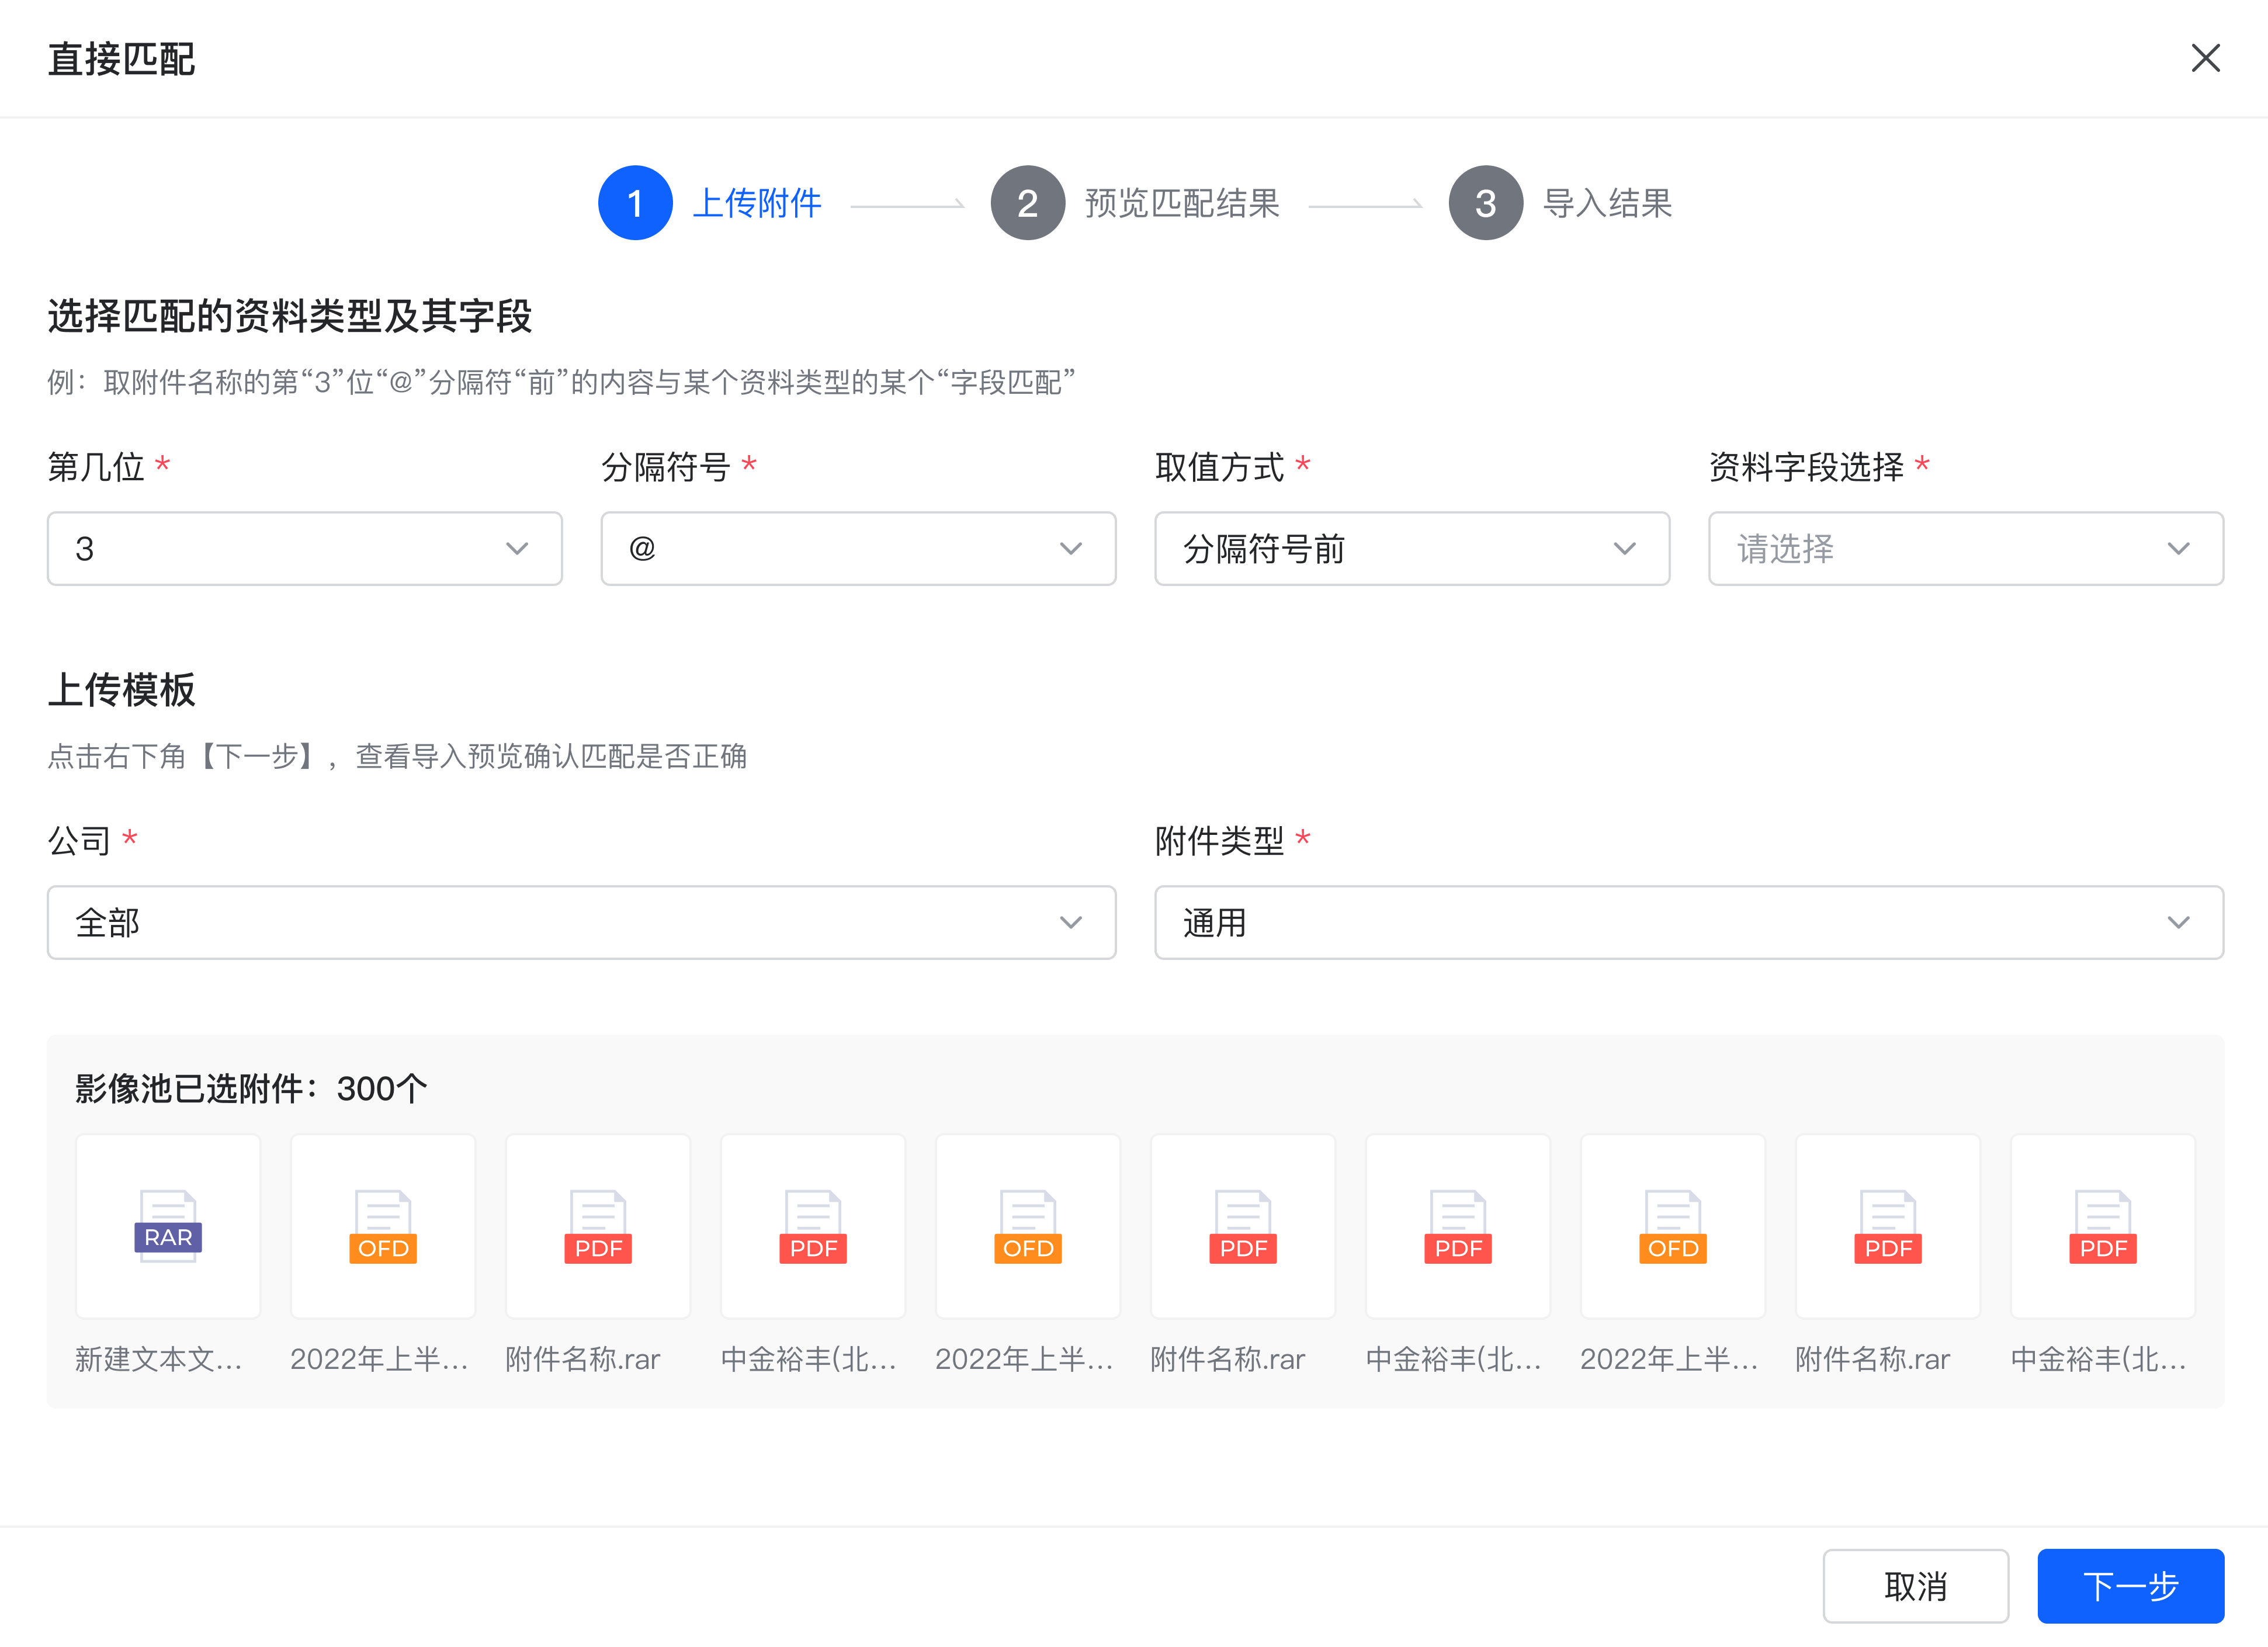 直接匹配
1 上传附件 2 预览匹配结果 3 导入结果
选择匹配的资料类型及其字段
例：取附件名称的第“3”位“@”分隔符“前”的内容与某个资料类型的某个“字段匹配”
第几位 * 分隔符号 * 取值方式 * 资料字段选择 *
3 @ 分隔符号前 请选择
上传模板
点击右下角【下一步】，查看导入预览确认匹配是否正确
公司 * 附件类型 *
全部 通用
影像池已选附件：300个
RAR OFD PDF PDF OFD PDF PDF OFD PDF PDF
新建文本文... 2022年上半... 附件名称.rar 中金裕丰(北... 2022年上半... 附件名称.rar 中金裕丰(北... 2022年上半... 附件名称.rar 中金裕丰(北...
取消 下一步